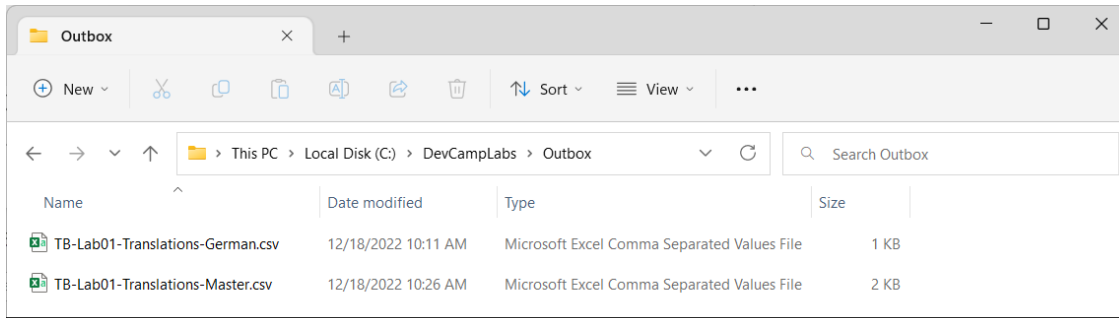 Outbox
New Sort View
This PC > Local Disk (C:) > DevCampLabs > Outbox Search Outbox
Name Date modified Type Size
TB-Lab01-Translations-German.csv 12/18/2022 10:11 AM Microsoft Excel Comma Separated Values File 1 KB
TB-Lab01-Translations-Master.csv 12/18/2022 10:26 AM Microsoft Excel Comma Separated Values File 2 KB